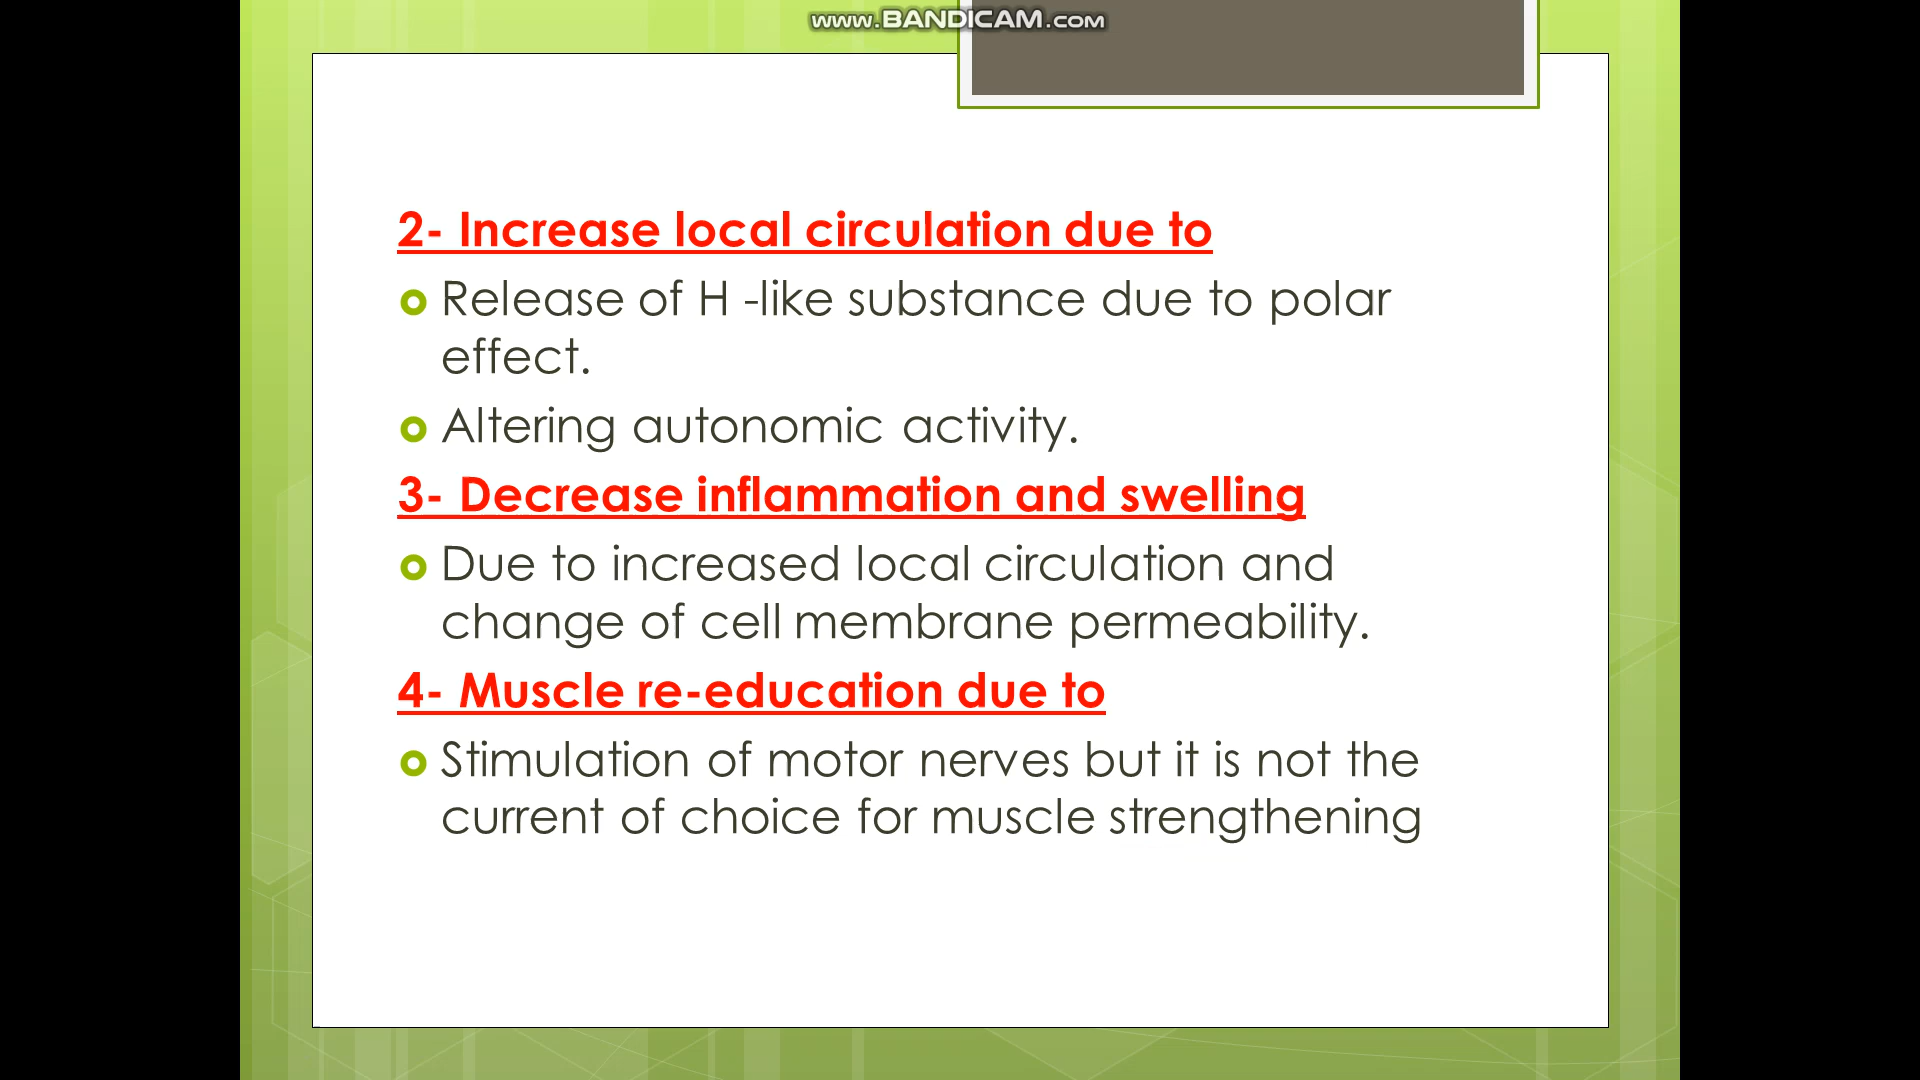 www.BANDICAM.com
2- Increase local circulation due to
Release of H -like substance due to polar
effect.
Altering autonomic activity.
3- Decrease inflammation and swelling
Due to increased local circulation and
change of cell membrane permeability.
4- Muscle re-education due to
Stimulation of motor nerves but it is not the
current of choice for muscle strengthening